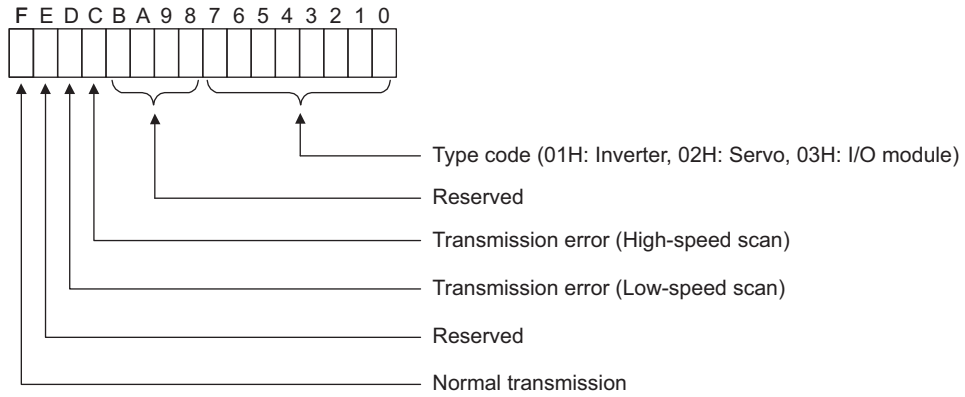 F E D C B A 9 8 7 6 5 4 3 2 1 0
Type code (01H: Inverter, 02H: Servo, 03H: I/O module)
Reserved
Transmission error (High-speed scan)
Transmission error (Low-speed scan)
Reserved
Normal transmission